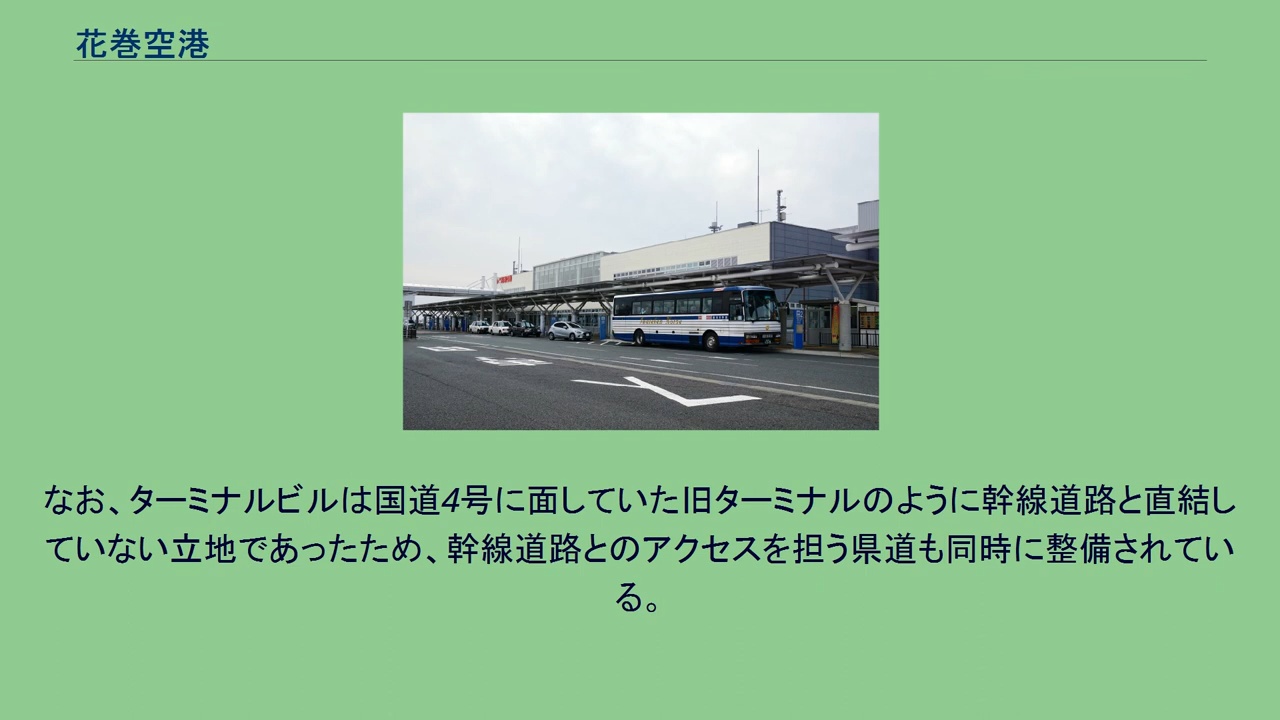 花巻空港
なお、ターミナルビルは国道4号に面していた旧ターミナルのように幹線道路と直結し
ていない立地であったため、幹線道路とのアクセスを担う県道も同時に整備されてい
る。